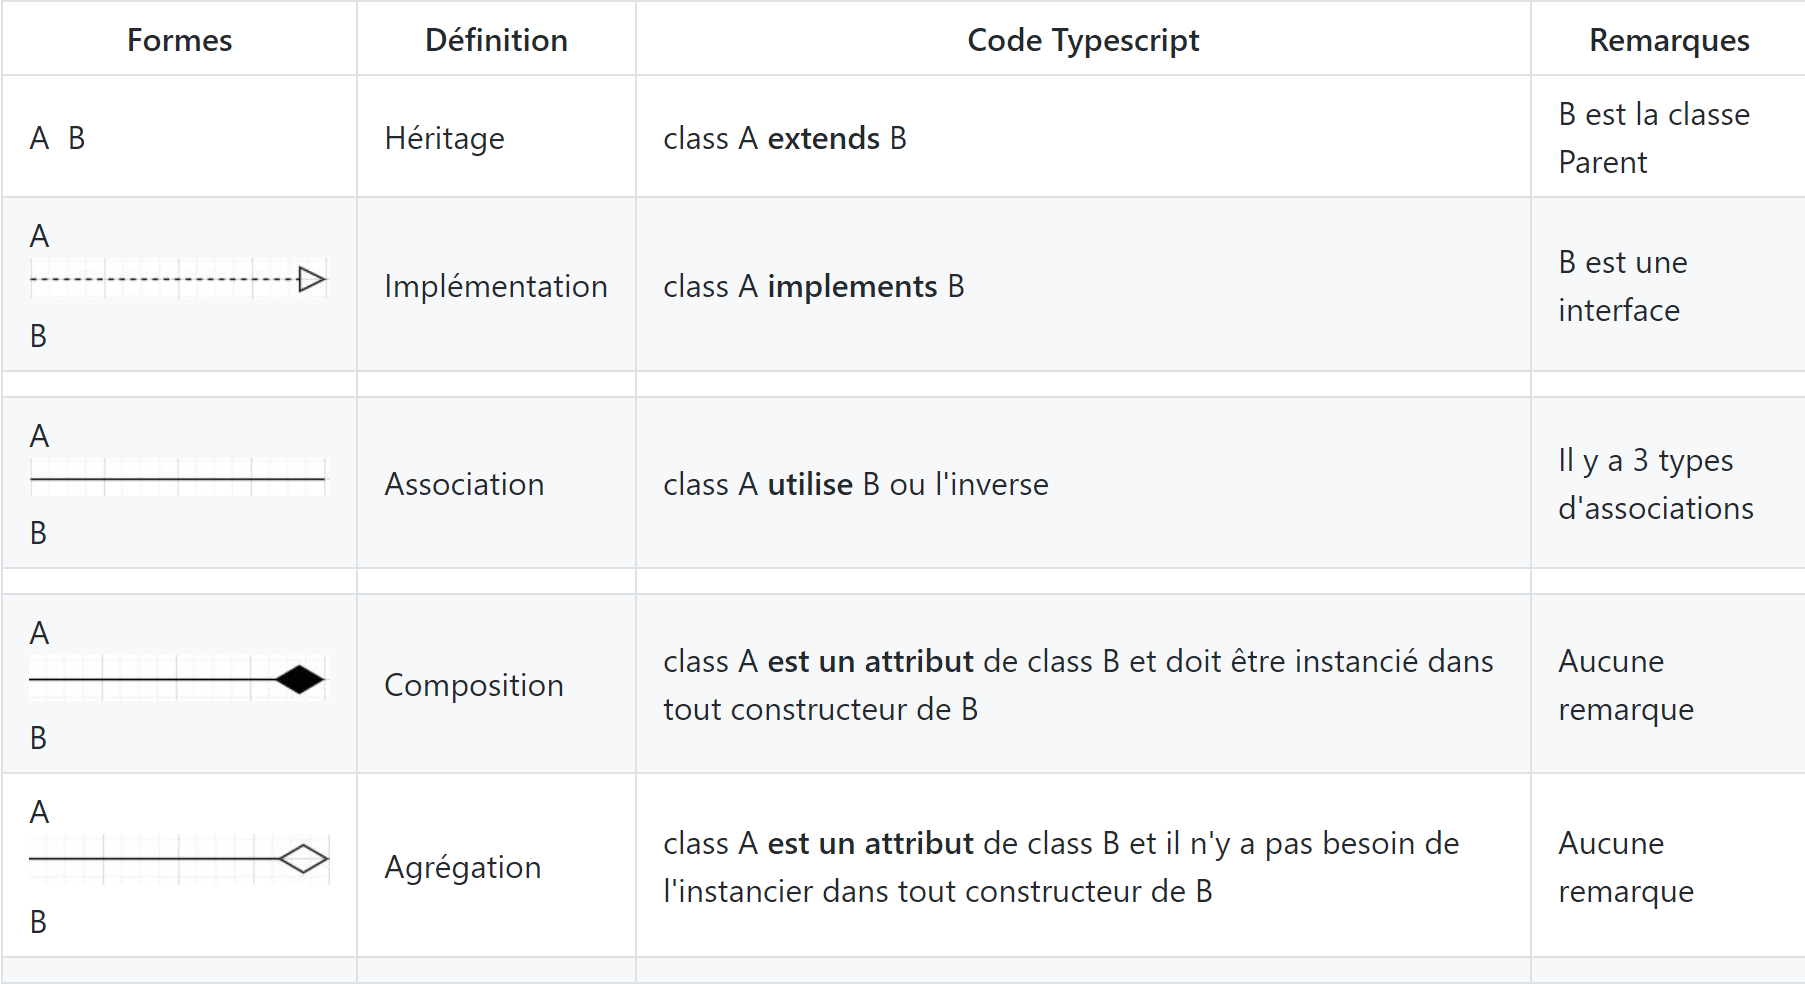 Formes Définition Code Typescript Remarques
A B Héritage class A extends B B est la classe
Parent
A
B
Implémentation class A implements B B est une
interface
A
B
Association class A utilise B ou l'inverse Il y a 3 types
d'associations
A
B
Composition class A est un attribut de class B et doit être instancié dans
tout constructeur de B
Aucune
remarque
A
B
Agrégation class A est un attribut de class B et il n'y a pas besoin de
l'instancier dans tout constructeur de B
Aucune
remarque